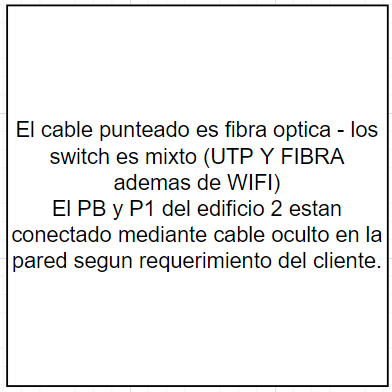 El cable punteado es fibra optica - los
switch es mixto (UTP Y FIBRA
ademas de WIFI)
El PB y P1 del edificio 2 estan
conectado mediante cable oculto en la
pared segun requerimiento del cliente.